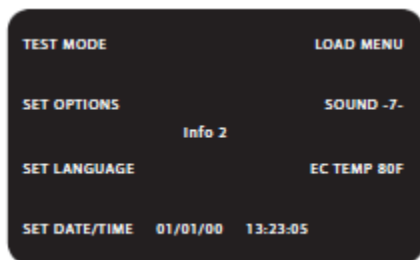 TEST MODE LOAD MENU
SET OPTIONS SOUND -7-
Info 2
SET LANGUAGE EC TEMP 80F
SET DATE/TIME 01/01/00 13:23:05